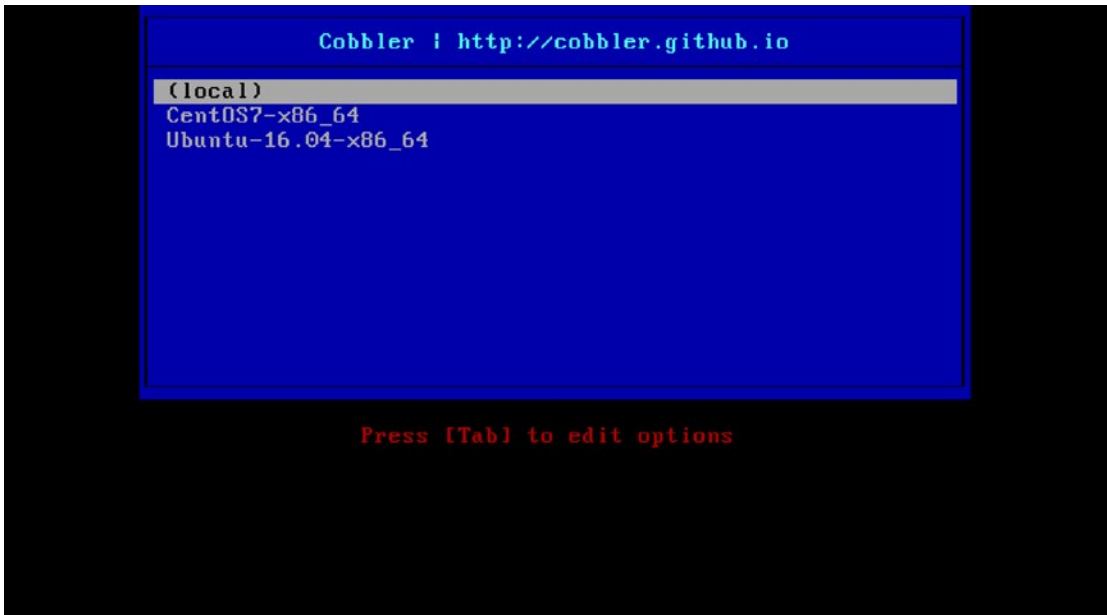 Cobbler | http://cobbler.github.io
(local)
CentOS7-x86_64
Ubuntu-16.04-x86_64
Press [Tab] to edit options